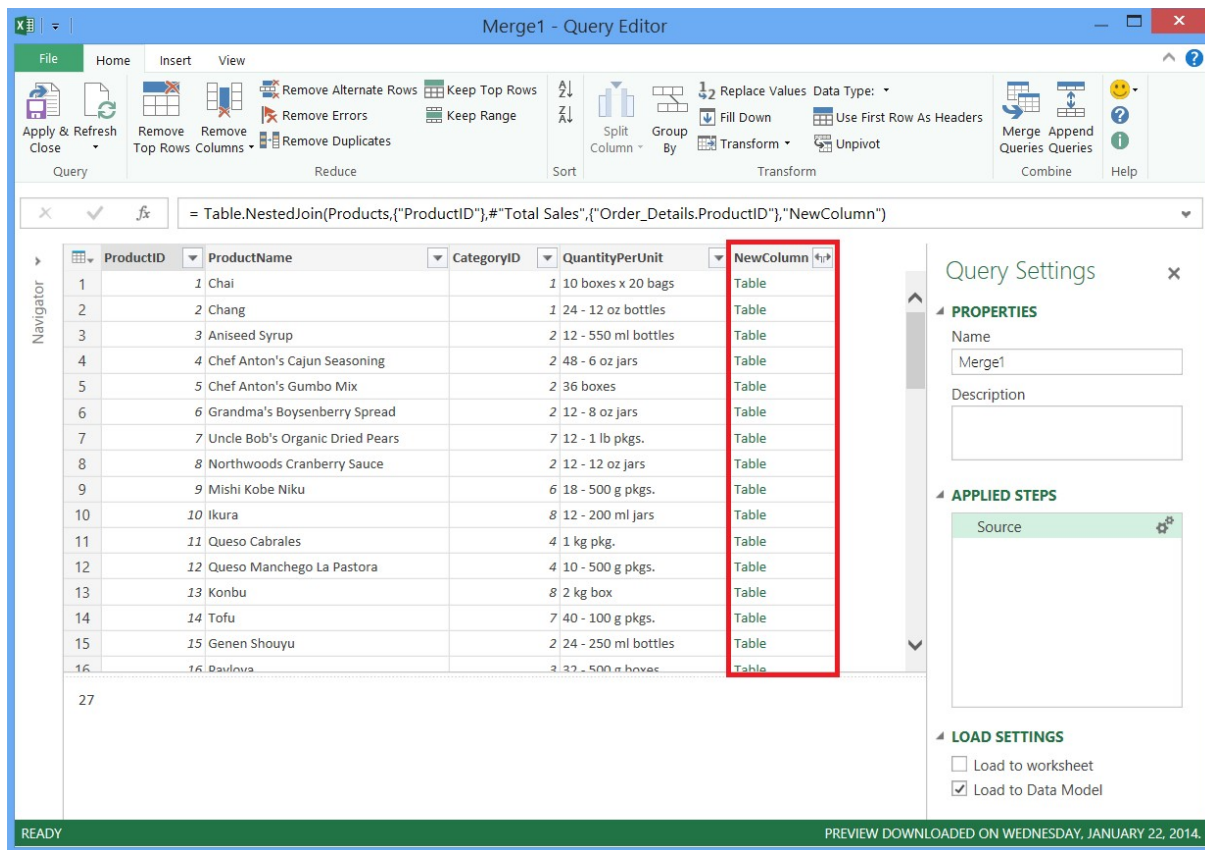 Merge1 - Query Editor
File Home Insert View
Apply & Close
Refresh
Query
Remove Top Rows
Remove Columns
Remove Alternate Rows
Remove Errors
Remove Duplicates
Keep Top Rows
Keep Range
Reduce
Sort
Split Column
Group By
1 2 Replace Values
Fill Down
Transform
Data Type:
Use First Row As Headers
Unpivot
Transform
Merge Queries
Append Queries
Combine
Help
fx = Table.NestedJoin(Products,{"ProductID"},#"Total Sales",{"Order_Details.ProductID"},"NewColumn")
Navigator
ProductID ProductName CategoryID QuantityPerUnit NewColumn
1 1 Chai 1 10 boxes x 20 bags Table
2 2 Chang 1 24 - 12 oz bottles Table
3 3 Aniseed Syrup 2 12 - 550 ml bottles Table
4 4 Chef Anton's Cajun Seasoning 2 48 - 6 oz jars Table
5 5 Chef Anton's Gumbo Mix 2 36 boxes Table
6 6 Grandma's Boysenberry Spread 2 12 - 8 oz jars Table
7 7 Uncle Bob's Organic Dried Pears 7 12 - 1 lb pkgs. Table
8 8 Northwoods Cranberry Sauce 2 12 - 12 oz jars Table
9 9 Mishi Kobe Niku 6 18 - 500 g pkgs. Table
10 10 Ikura 8 12 - 200 ml jars Table
11 11 Queso Cabrales 4 1 kg pkg. Table
12 12 Queso Manchego La Pastora 4 10 - 500 g pkgs. Table
13 13 Konbu 8 2 kg box Table
14 14 Tofu 7 40 - 100 g pkgs. Table
15 15 Genen Shouyu 2 24 - 250 ml bottles Table
16 16 Pavlova 3 32 - 500 g boxes Table
27
Query Settings
PROPERTIES
Name
Merge1
Description
APPLIED STEPS
Source
LOAD SETTINGS
Load to worksheet
Load to Data Model
READY
PREVIEW DOWNLOADED ON WEDNESDAY, JANUARY 22, 2014.